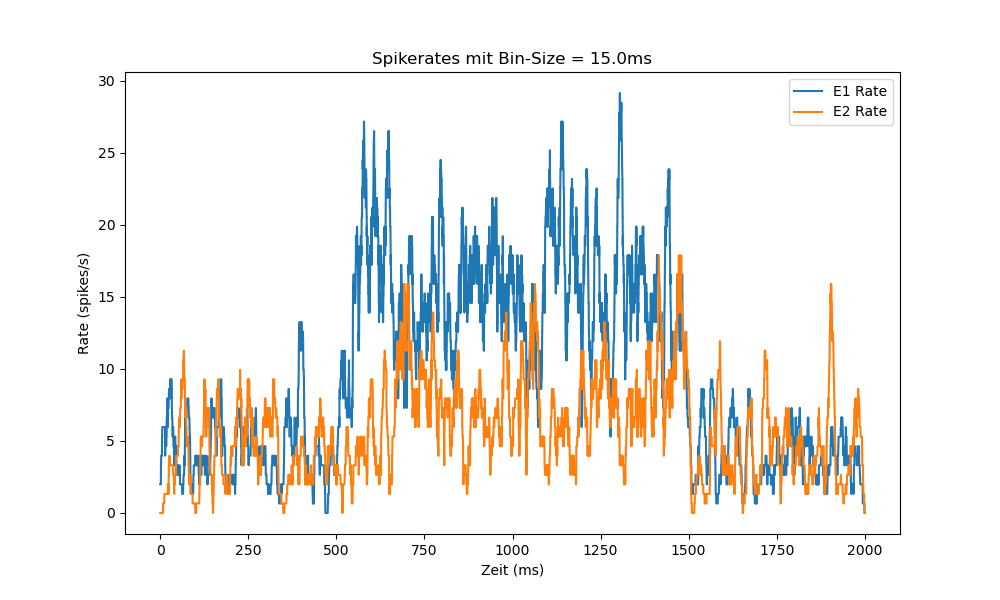 Spikerates mit Bin-Size = 15.0ms
E1 Rate
E2 Rate
30
25
20
15
10
5
0
Rate (spikes/s)
0 250 500 750 1000 1250 1500 1750 2000
Zeit (ms)